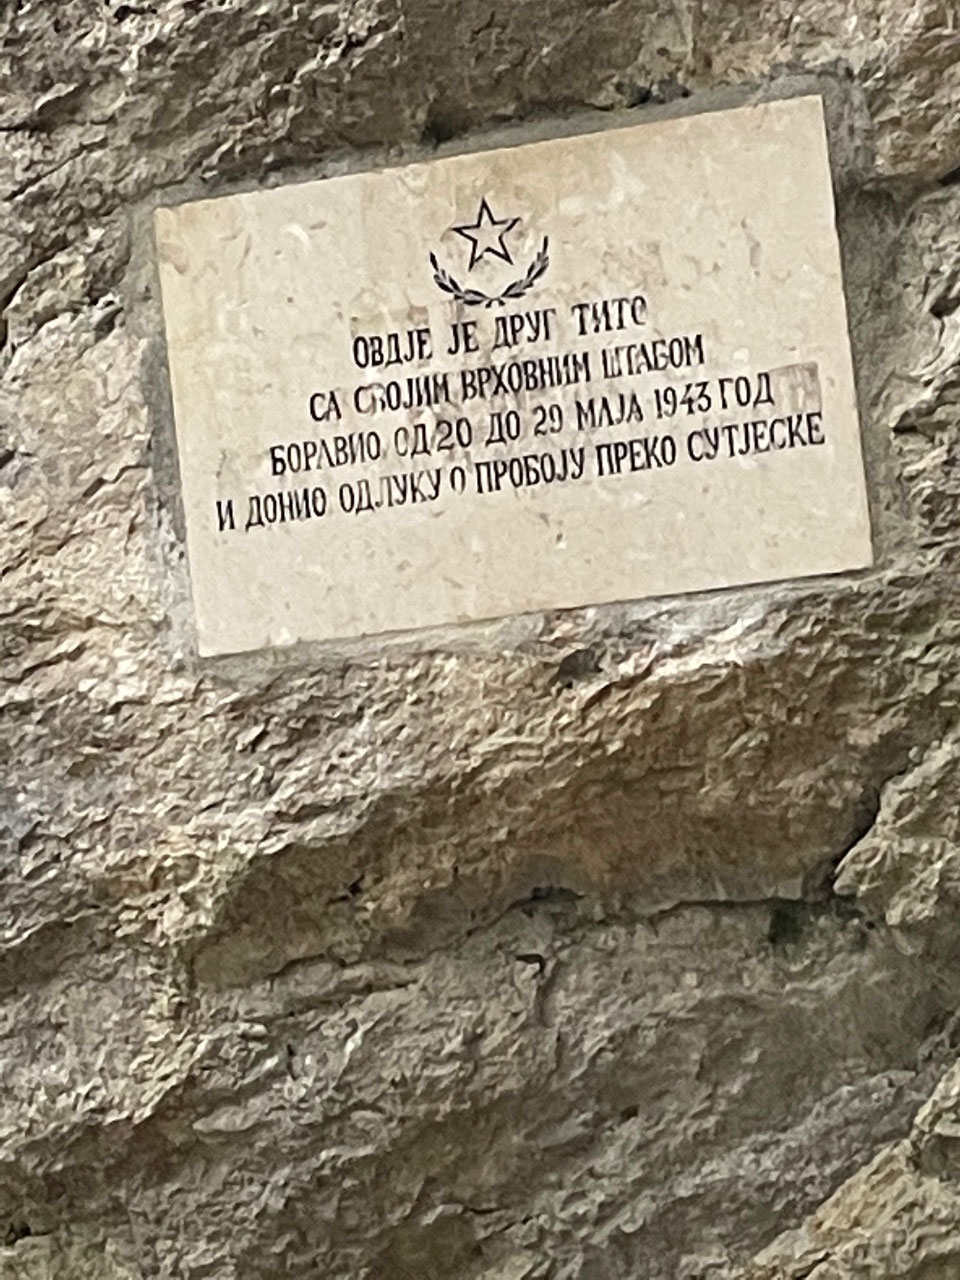 ОВДЈЕ ЈЕ ДРУГ ТИТО
СА СВОЈИМ ВРХОВНИМ ШТАБОМ
БОРАВИО ОД 20 ДО 29 МАЈА 1943 ГОД
И ДОНИО ОДЛУКУ О ПРОБОЈУ ПРЕКО СУТЈЕСКЕ